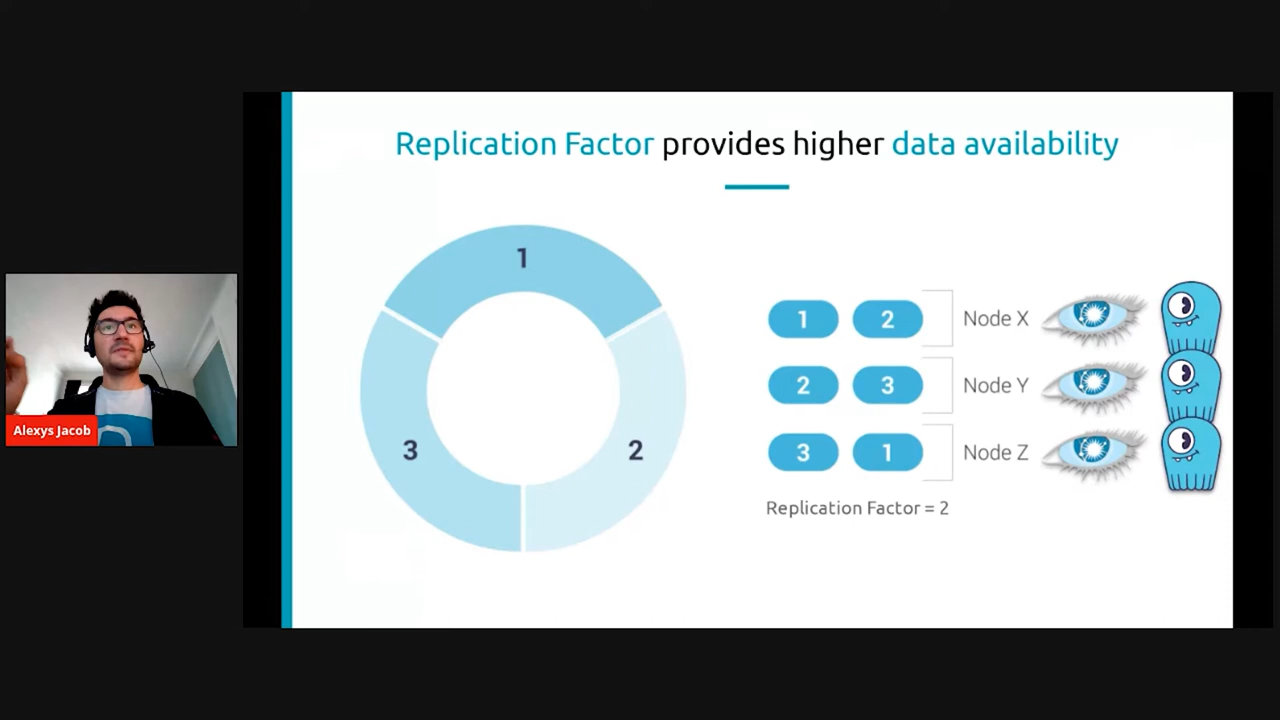 Replication Factor provides higher data availability
1
3
2
1 2 Node X
2 3 Node Y
3 1 Node Z
Replication Factor = 2
Alexys Jacob